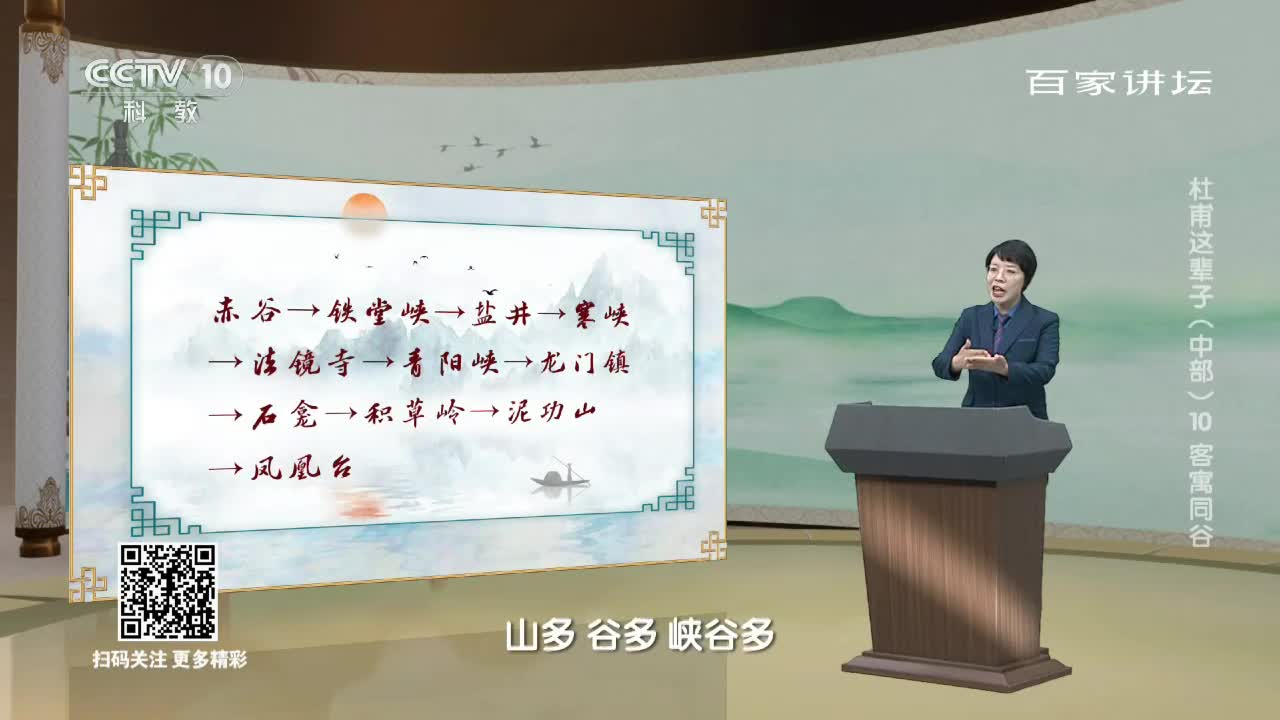 CCTV 10
科 教
百家讲坛
赤谷→铁堂峡→盐井→寒峡
→法镜寺→青阳峡→龙门镇
→石龛→积草岭→泥功山
→凤凰台
杜甫这辈子（中部）10 客寓同谷
扫码关注 更多精彩
山多 谷多 峡谷多